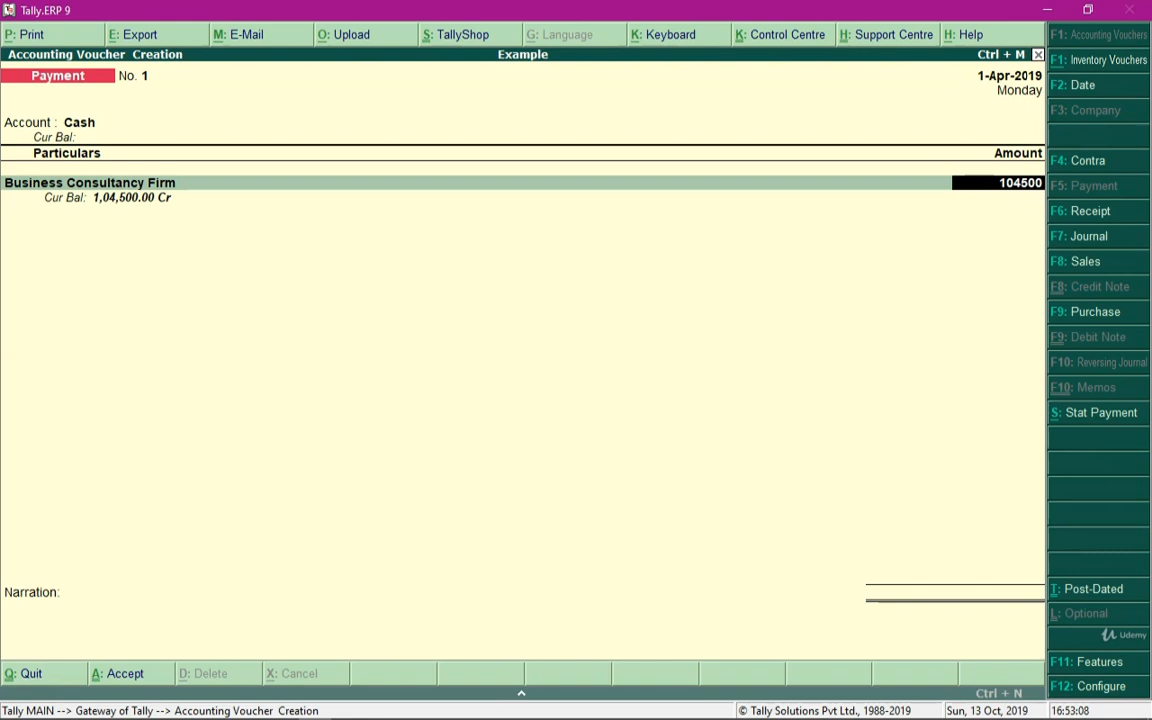 Tally.ERP 9
P: Print E: Export M: E-Mail O: Upload S: TallyShop G: Language K: Keyboard K: Control Centre H: Support Centre H: Help
Accounting Voucher Creation Example Ctrl + M
Payment No. 1 1-Apr-2019
Monday
Account : Cash
Cur Bal:
Particulars Amount
Business Consultancy Firm 104500
Cur Bal: 1,04,500.00 Cr
Narration:
Q: Quit A: Accept D: Delete X: Cancel
Ctrl + N
F1: Accounting Vouchers
F1: Inventory Vouchers
F2: Date
F3: Company
F4: Contra
F5: Payment
F6: Receipt
F7: Journal
F8: Sales
F8: Credit Note
F9: Purchase
F9: Debit Note
F10: Reversing Journal
F10: Memos
S: Stat Payment
T: Post-Dated
L: Optional
Udemy
F11: Features
F12: Configure
Tally MAIN --> Gateway of Tally --> Accounting Voucher Creation © Tally Solutions Pvt Ltd., 1988-2019 Sun, 13 Oct, 2019 16:53:08